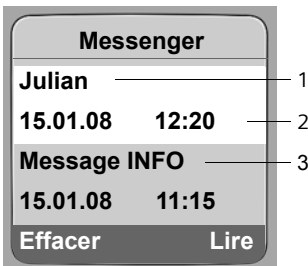 Messenger
Julian 1
15.01.08 12:20 2
Message INFO 3
15.01.08 11:15
Effacer Lire